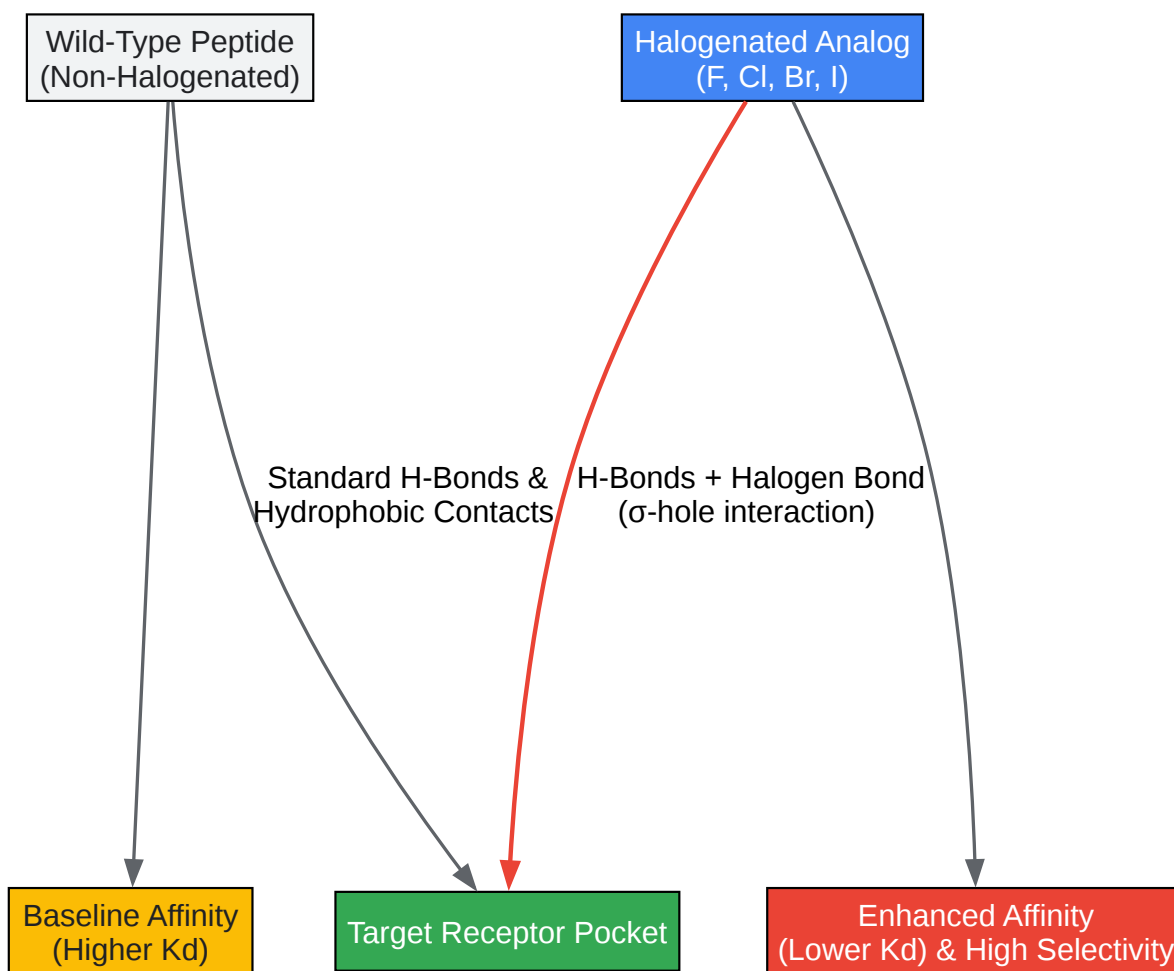 Wild-Type Peptide
(Non-Halogenated)
Halogenated Analog
(F, Cl, Br, I)
Standard H-Bonds &
Hydrophobic Contacts
H-Bonds + Halogen Bond
(σ-hole interaction)
Baseline Affinity
(Higher Kd)
Target Receptor Pocket
Enhanced Affinity
(Lower Kd) & High Selectivity